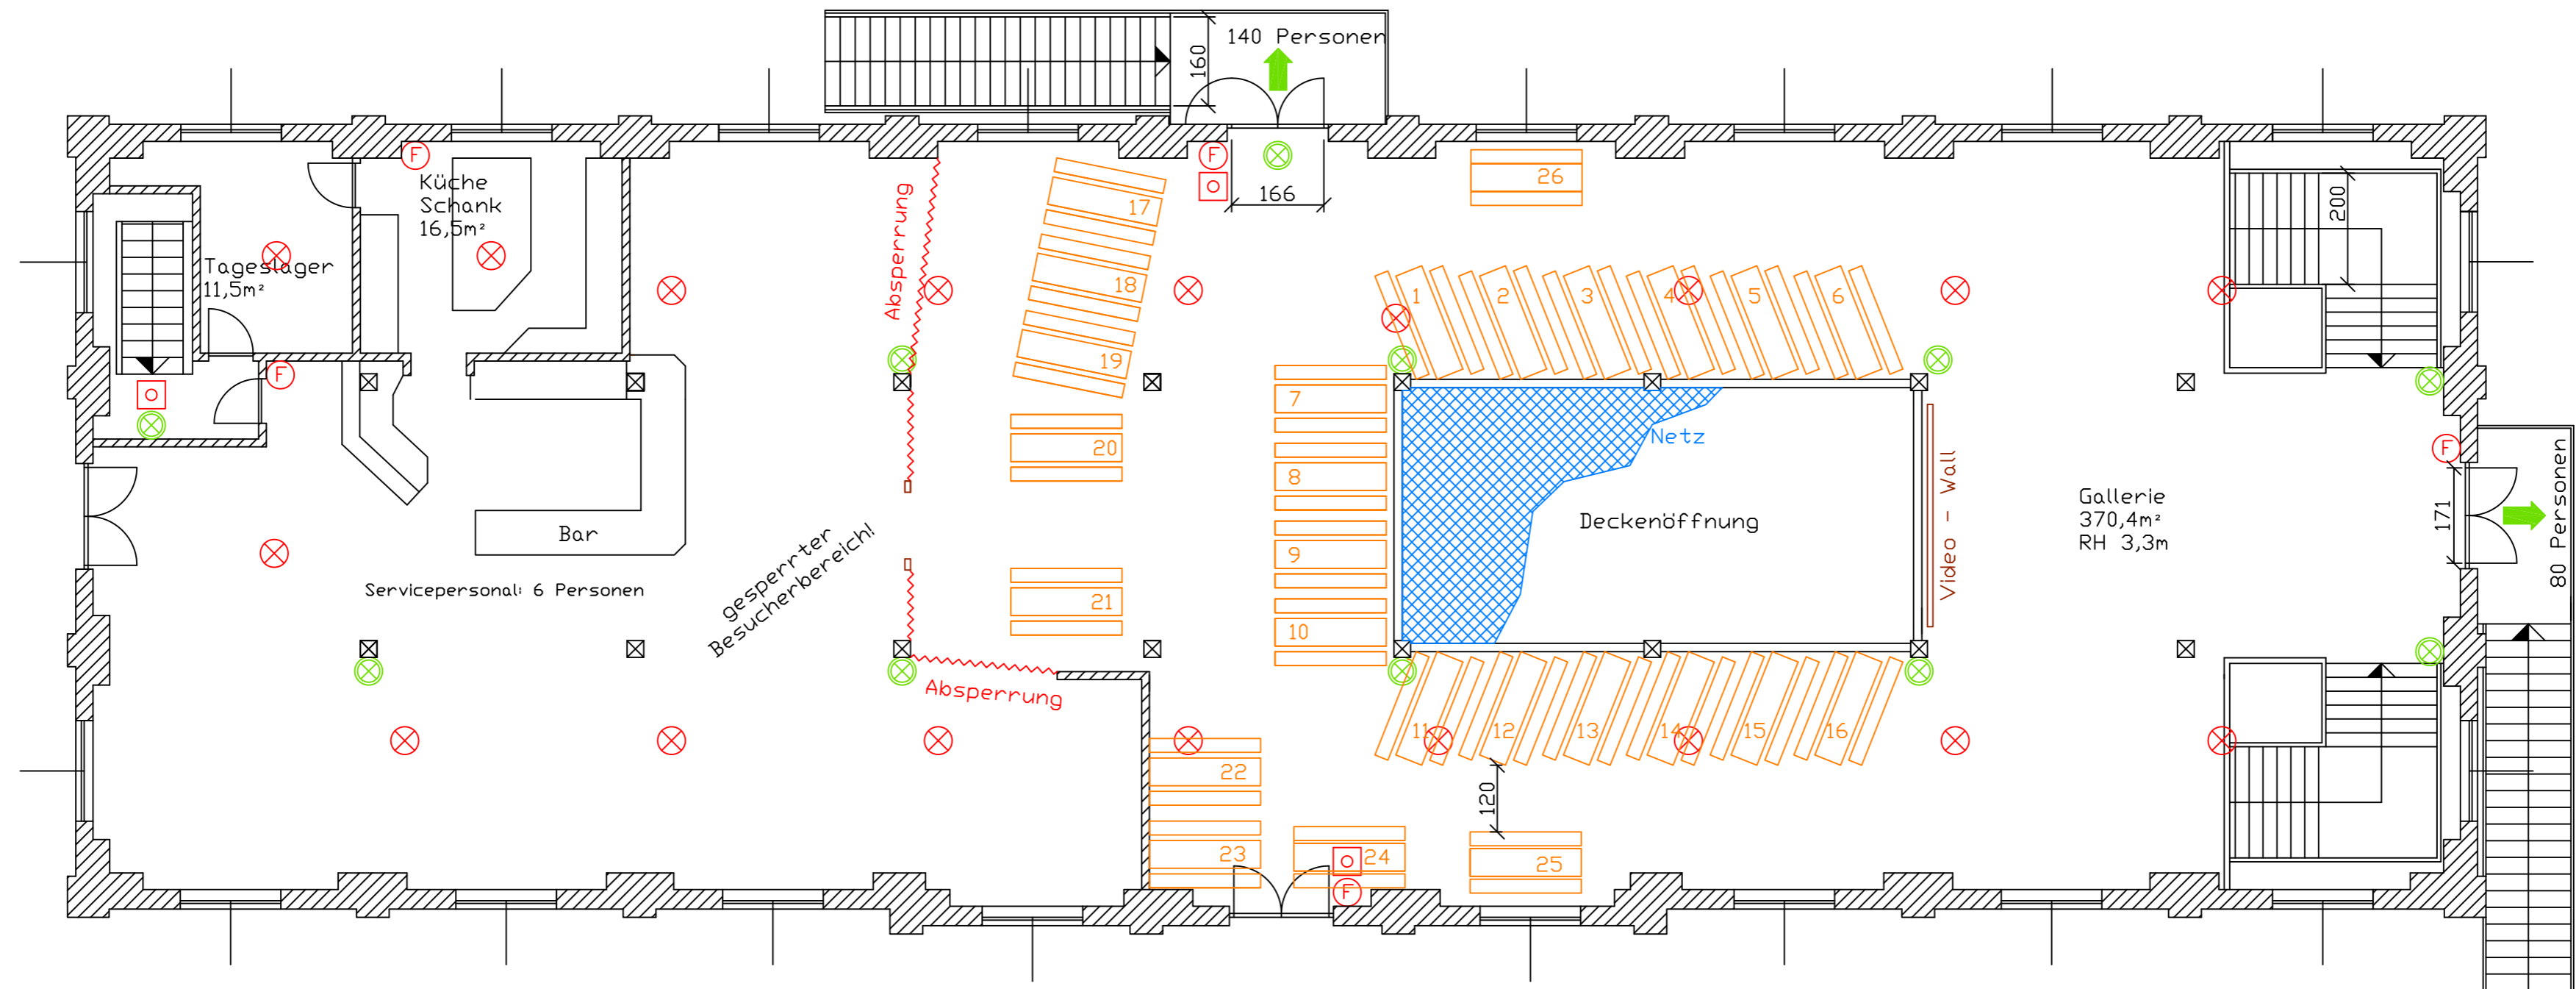 140 Personen
160
166
F
F
Küche
Schank
16,5m²
Tageslager
11,5m²
F
Absperrung
17
18
19
20
21
26
200
1
2
3
4
5
6
7
8
9
10
Netz
Deckenöffnung
Video - Wall
Gallerie
370,4m²
RH 3,3m
F
171
80 Personen
Bar
Servicepersonal: 6 Personen
gesperrter
Besucherbereich!
Absperrung
11
12
13
14
15
16
120
22
23
24
25
F